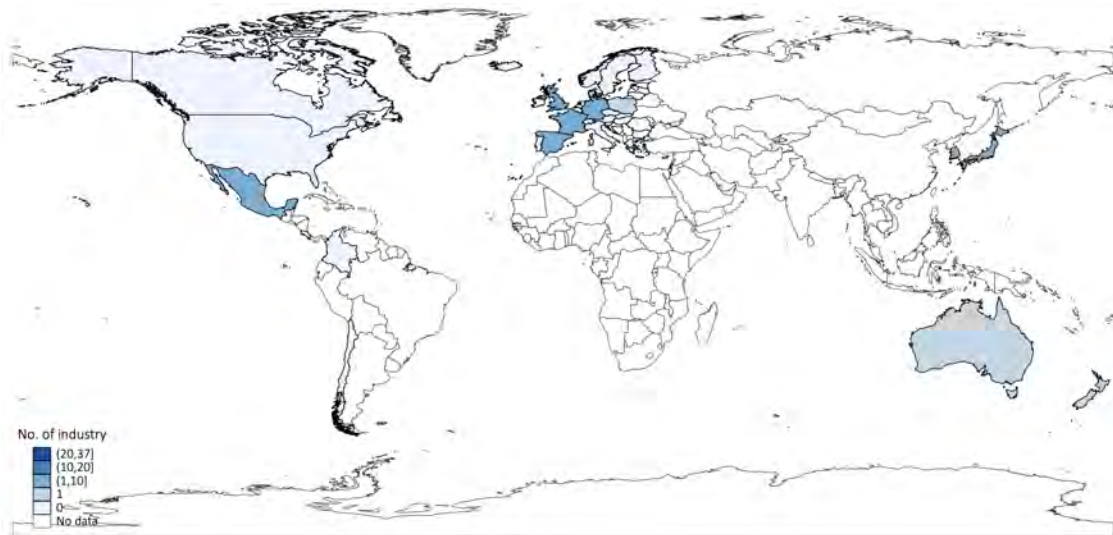 No. of industry
(20,37]
(10,20]
(1,10]
1
0
No data